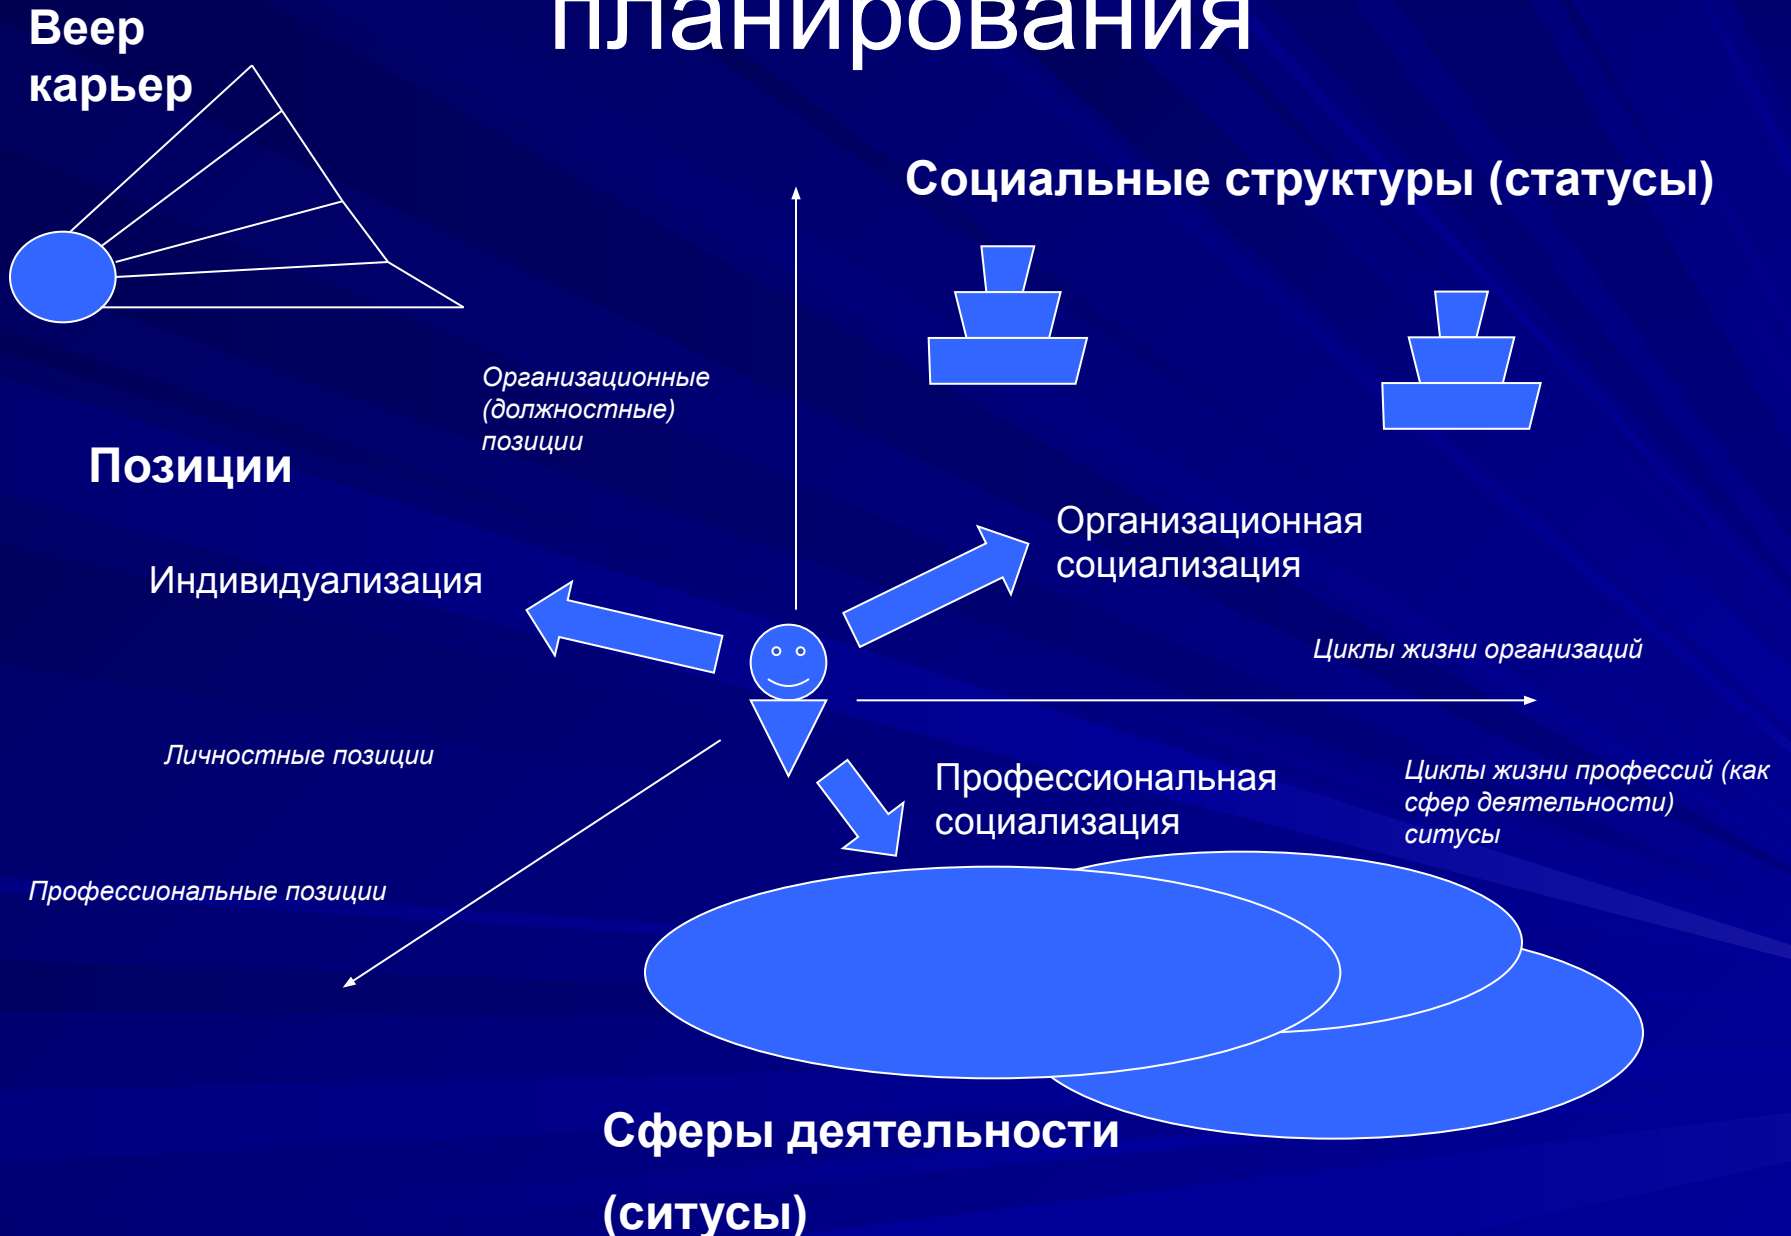 планирования
Веер
карьер
Социальные структуры (статусы)
Организационные
(должностные)
позиции
Позиции
Организационная
социализация
Индивидуализация
Циклы жизни организаций
Личностные позиции
Профессиональная
социализация
Циклы жизни профессий (как
сфер деятельности)
ситусы
Профессиональные позиции
Сферы деятельности
(ситусы)